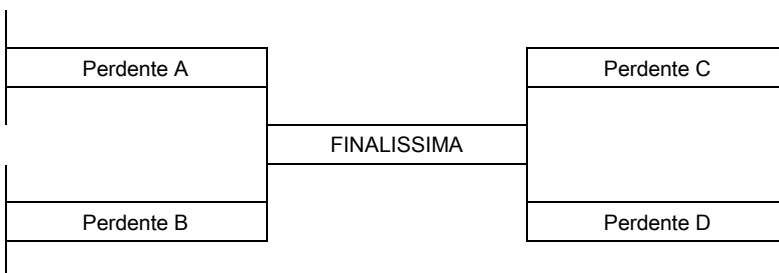 Perdente A
Perdente C
FINALISSIMA
Perdente B
Perdente D